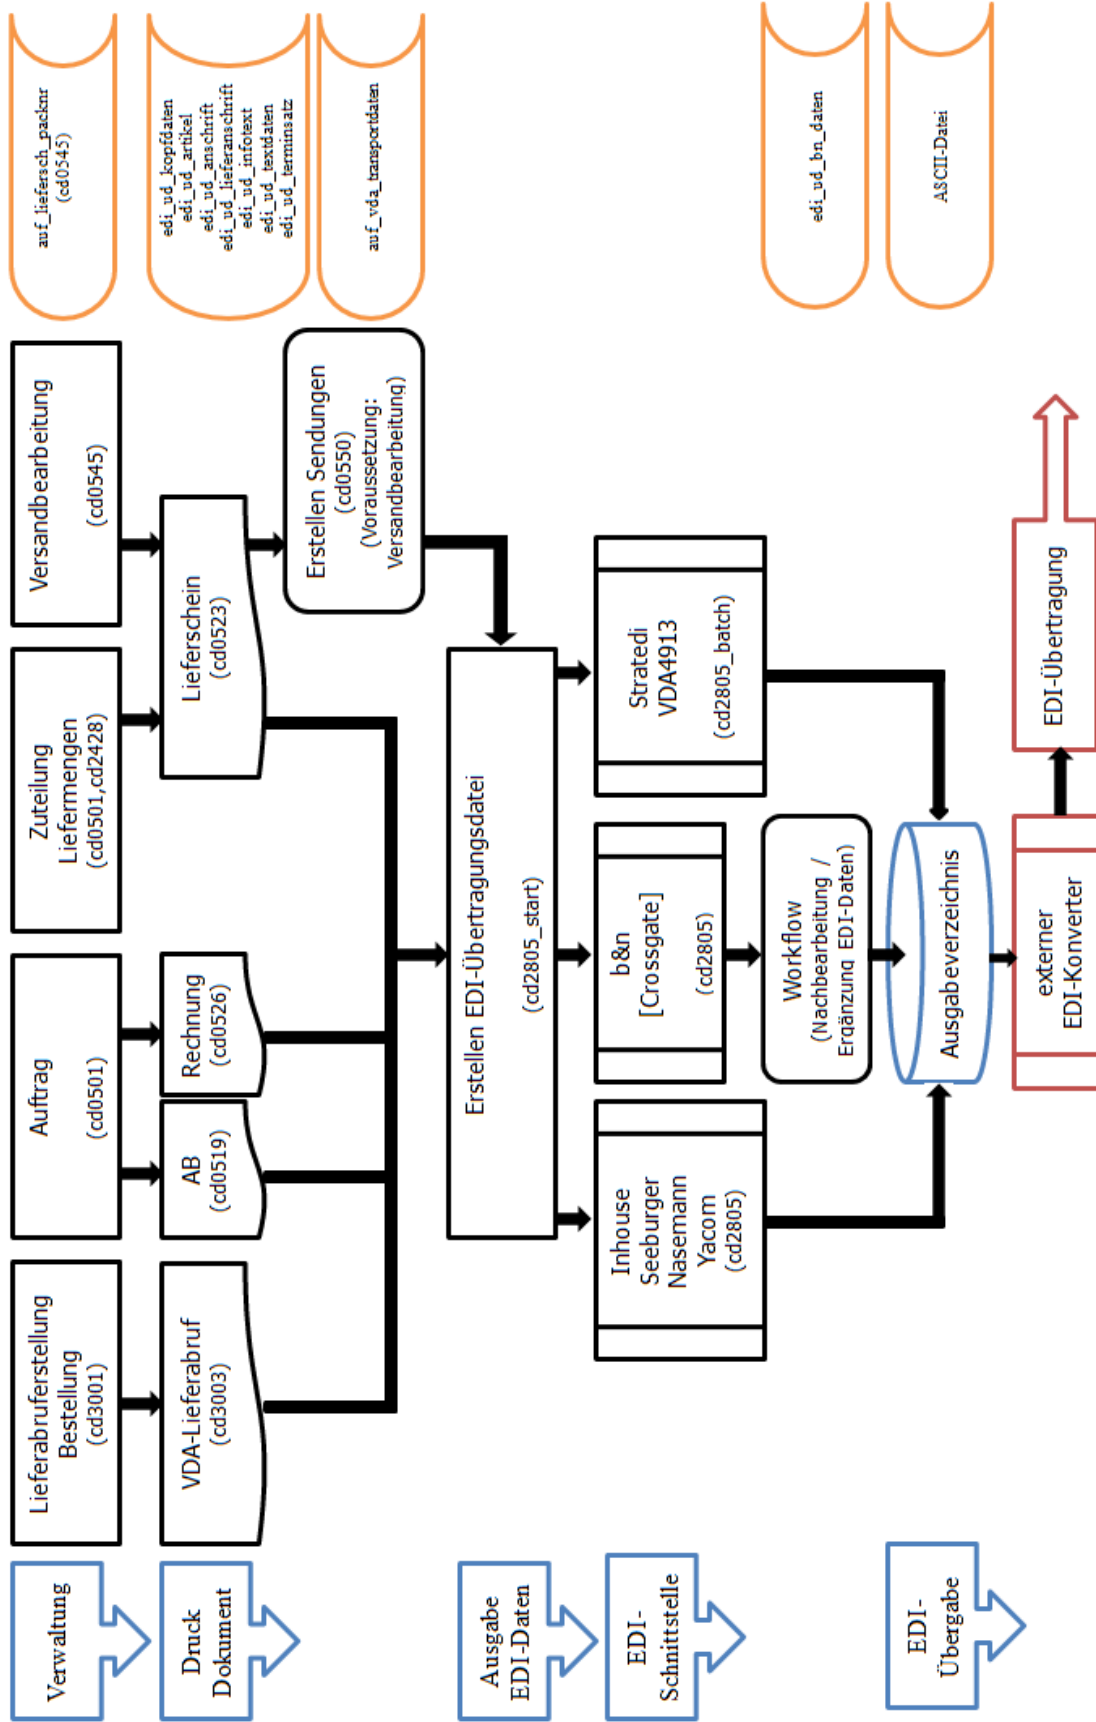 Verwaltung
Lieferabruferstellung
Bestellung
(cd3001)
Auftrag
(cd0501)
Zuteilung
Liefermengen
(cd0501,cd2428)
Versandbearbeitung
(cd0545)
auf_liefersch_packnr
(cd0545)
Druck
Dokument
VDA-Lieferabruf
(cd3003)
AB
(cd0519)
Rechnung
(cd0526)
Lieferschein
(cd0523)
edi_ud_kopfdaten
edi_ud_artikel
edi_ud_anschrift
edi_ud_lieferanschrift
edi_ud_infotext
edi_ud_textdaten
edi_ud_terminsatz
Erstellen Sendungen
(cd0550)
(Voraussetzung:
Versandbearbeitung)
auf_vda_transportdaten
Ausgabe
EDI-Daten
Erstellen EDI-Übertragungsdatei
(cd2805_start)
EDI-
Schnittstelle
Inhouse
Seeburger
Nasemann
Yacom
(cd2805)
b&n
[Crossgate]
(cd2805)
Stratedi
VDA4913
(cd2805_batch)
Workflow
(Nachbearbeitung /
Ergänzung EDI-Daten)
edi_ud_bn_daten
EDI-
Übergabe
Ausgabeverzeichnis
ASCII-Datei
externer
EDI-Konverter
EDI-Übertragung